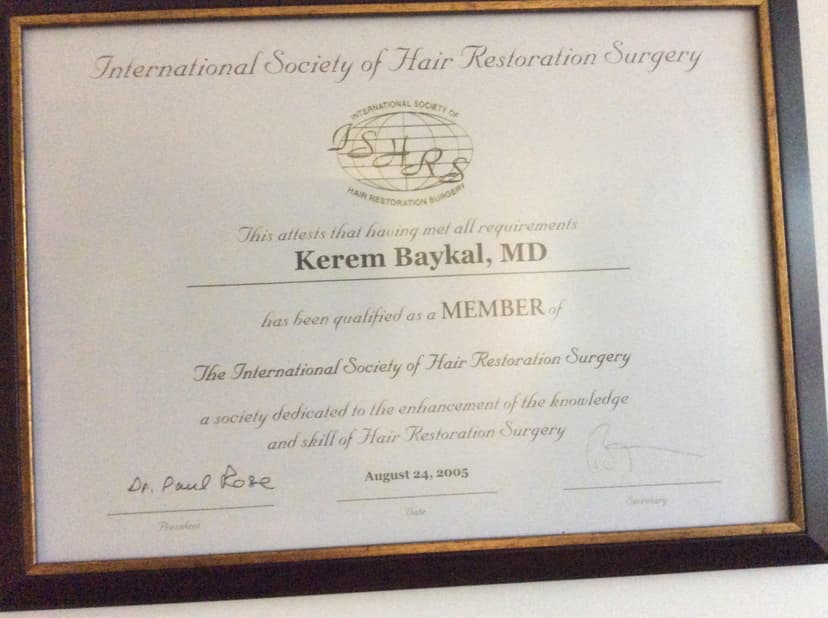 International Society of Hair Restoration Surgery
INTERNATIONAL SOCIETY OF
ISHRS
HAIR RESTORATION SURGERY
This attests that having met all requirements
Kerem Baykal, MD
has been qualified as a MEMBER of
The International Society of Hair Restoration Surgery
a society dedicated to the enhancement of the knowledge
and skill of Hair Restoration Surgery
Dr. Paul Rose August 24, 2005
President Date Secretary